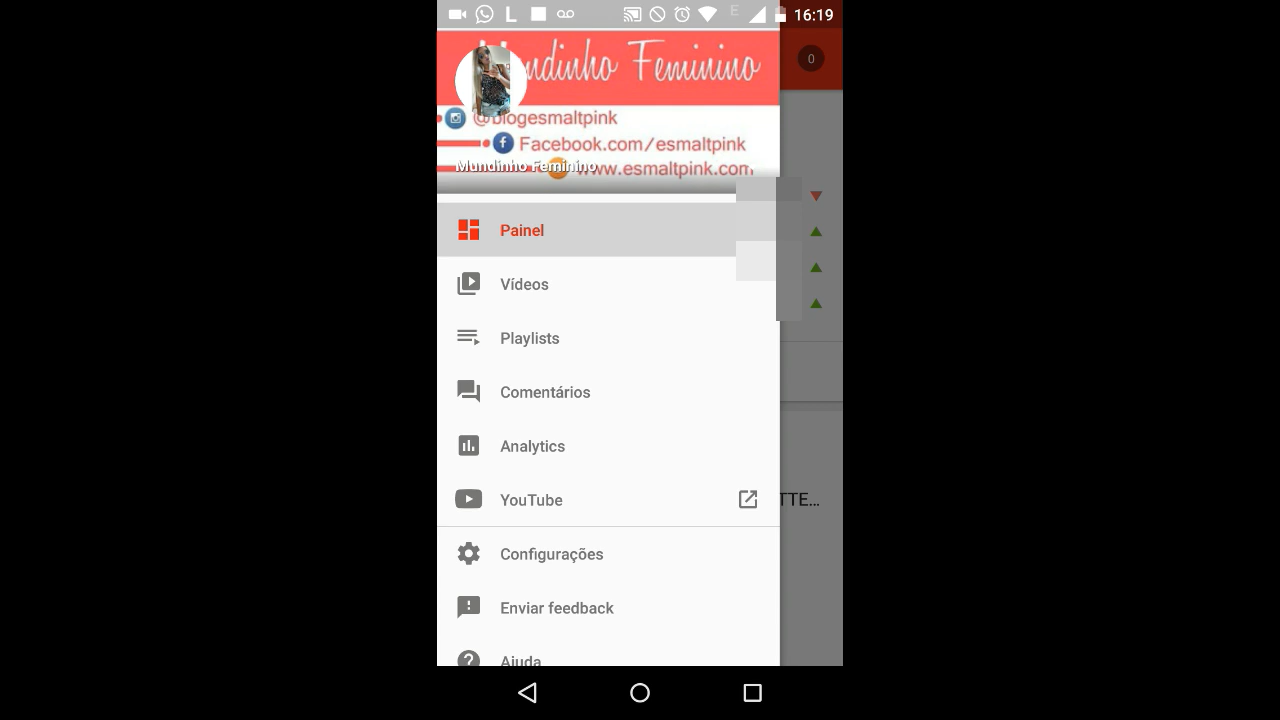 L
E
16:19
Mundinho Feminino
0
@blogesmaltpink
Facebook.com/esmaltpink
Mundinho Feminino
www.esmaltpink.com
Painel
Vídeos
Playlists
Comentários
Analytics
YouTube
TTE...
Configurações
Enviar feedback
Ajuda